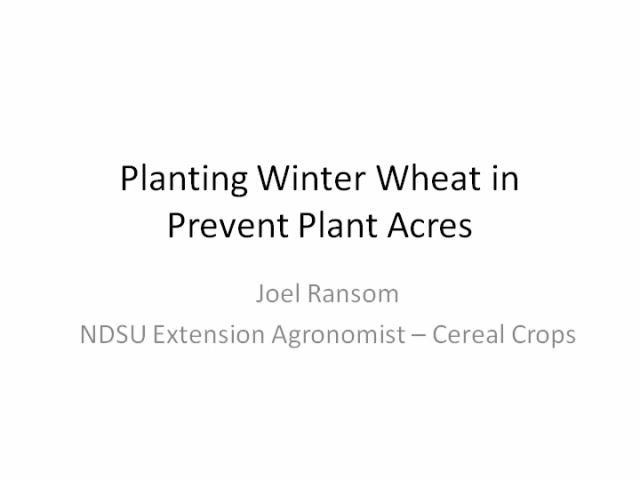 Planting Winter Wheat in
Prevent Plant Acres
Joel Ransom
NDSU Extension Agronomist – Cereal Crops